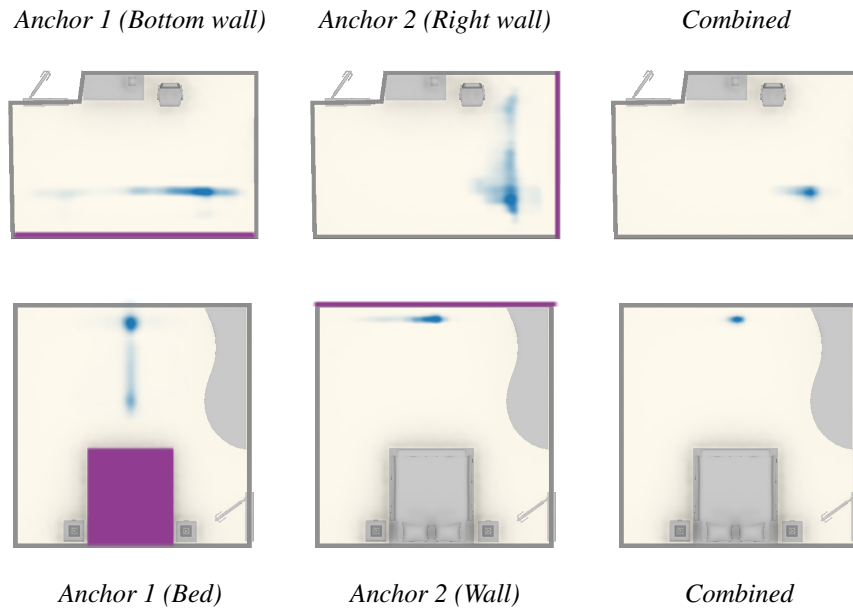 Anchor 1 (Bottom wall) Anchor 2 (Right wall) Combined
Anchor 1 (Bed) Anchor 2 (Wall) Combined